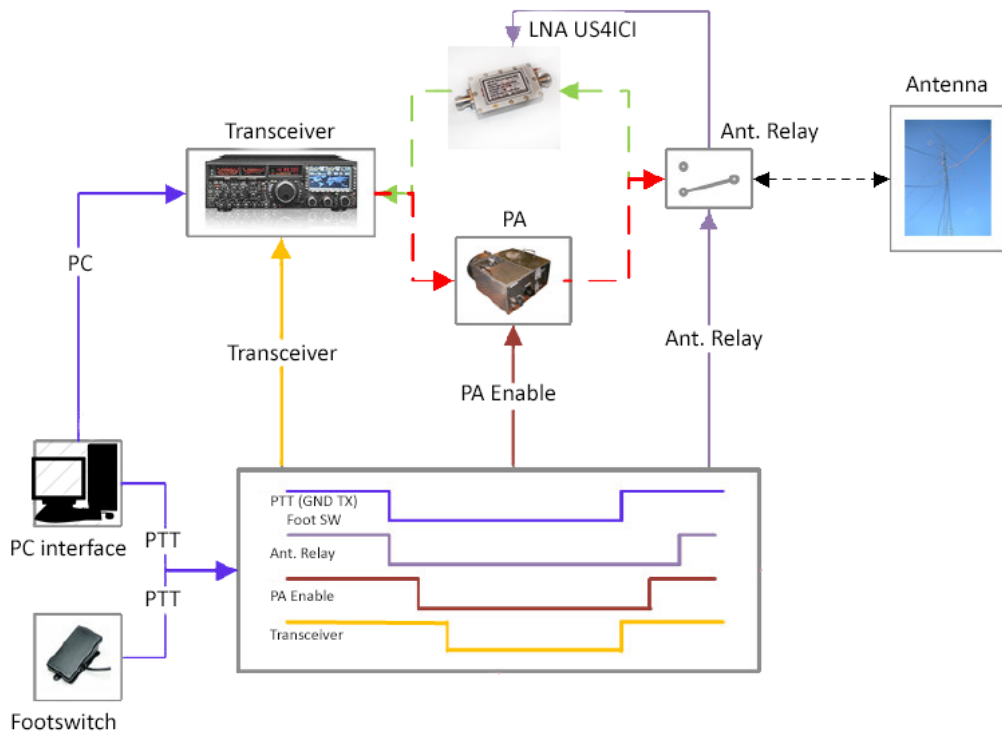 LNA US4ICI
Antenna
Transceiver
Ant. Relay
PA
PC
Transceiver
Ant. Relay
PA Enable
PTT (GND TX)
Foot SW
PC interface
PTT
Ant. Relay
PTT
PA Enable
Transceiver
Footswitch